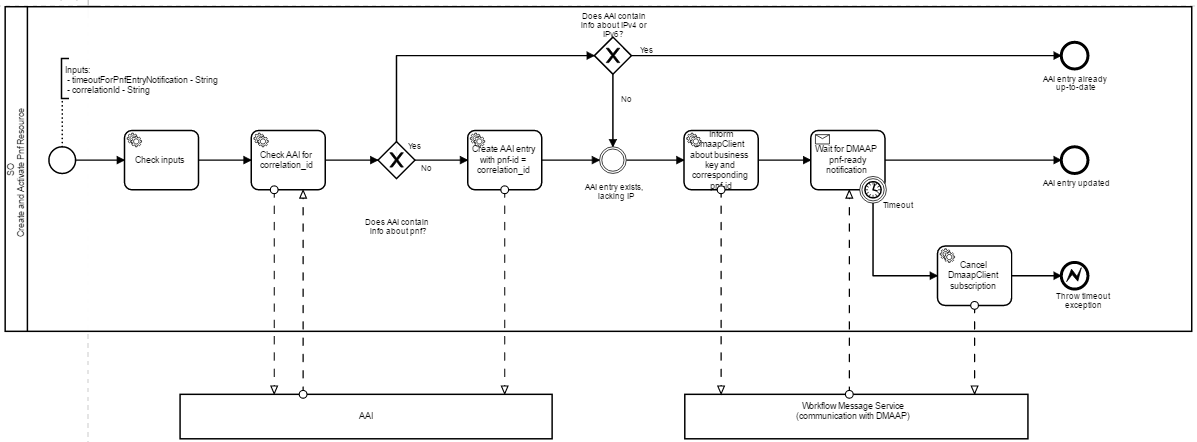 SO
Create and Activate Pnf Resource
Inputs:
- timeoutForPnfEntryNotification - String
- correlationId - String
Check inputs
Check AAI for
correlation_id
Does AAI contain
info about pnf?
Yes
No
Does AAI contain
info about IPv4 or
IPv6?
Yes
No
AAI entry already
up-to-date
Create AAI entry
with pnf-id =
correlation_id
AAI entry exists,
lacking IP
Inform
DmaapClient
about business
key and
corresponding
pnf id
Wait for DMAAP
pnf-ready
notification
Timeout
AAI entry updated
Cancel
DmaapClient
subscription
Throw timeout
exception
AAI
Workflow Message Service
(communication with DMAAP)